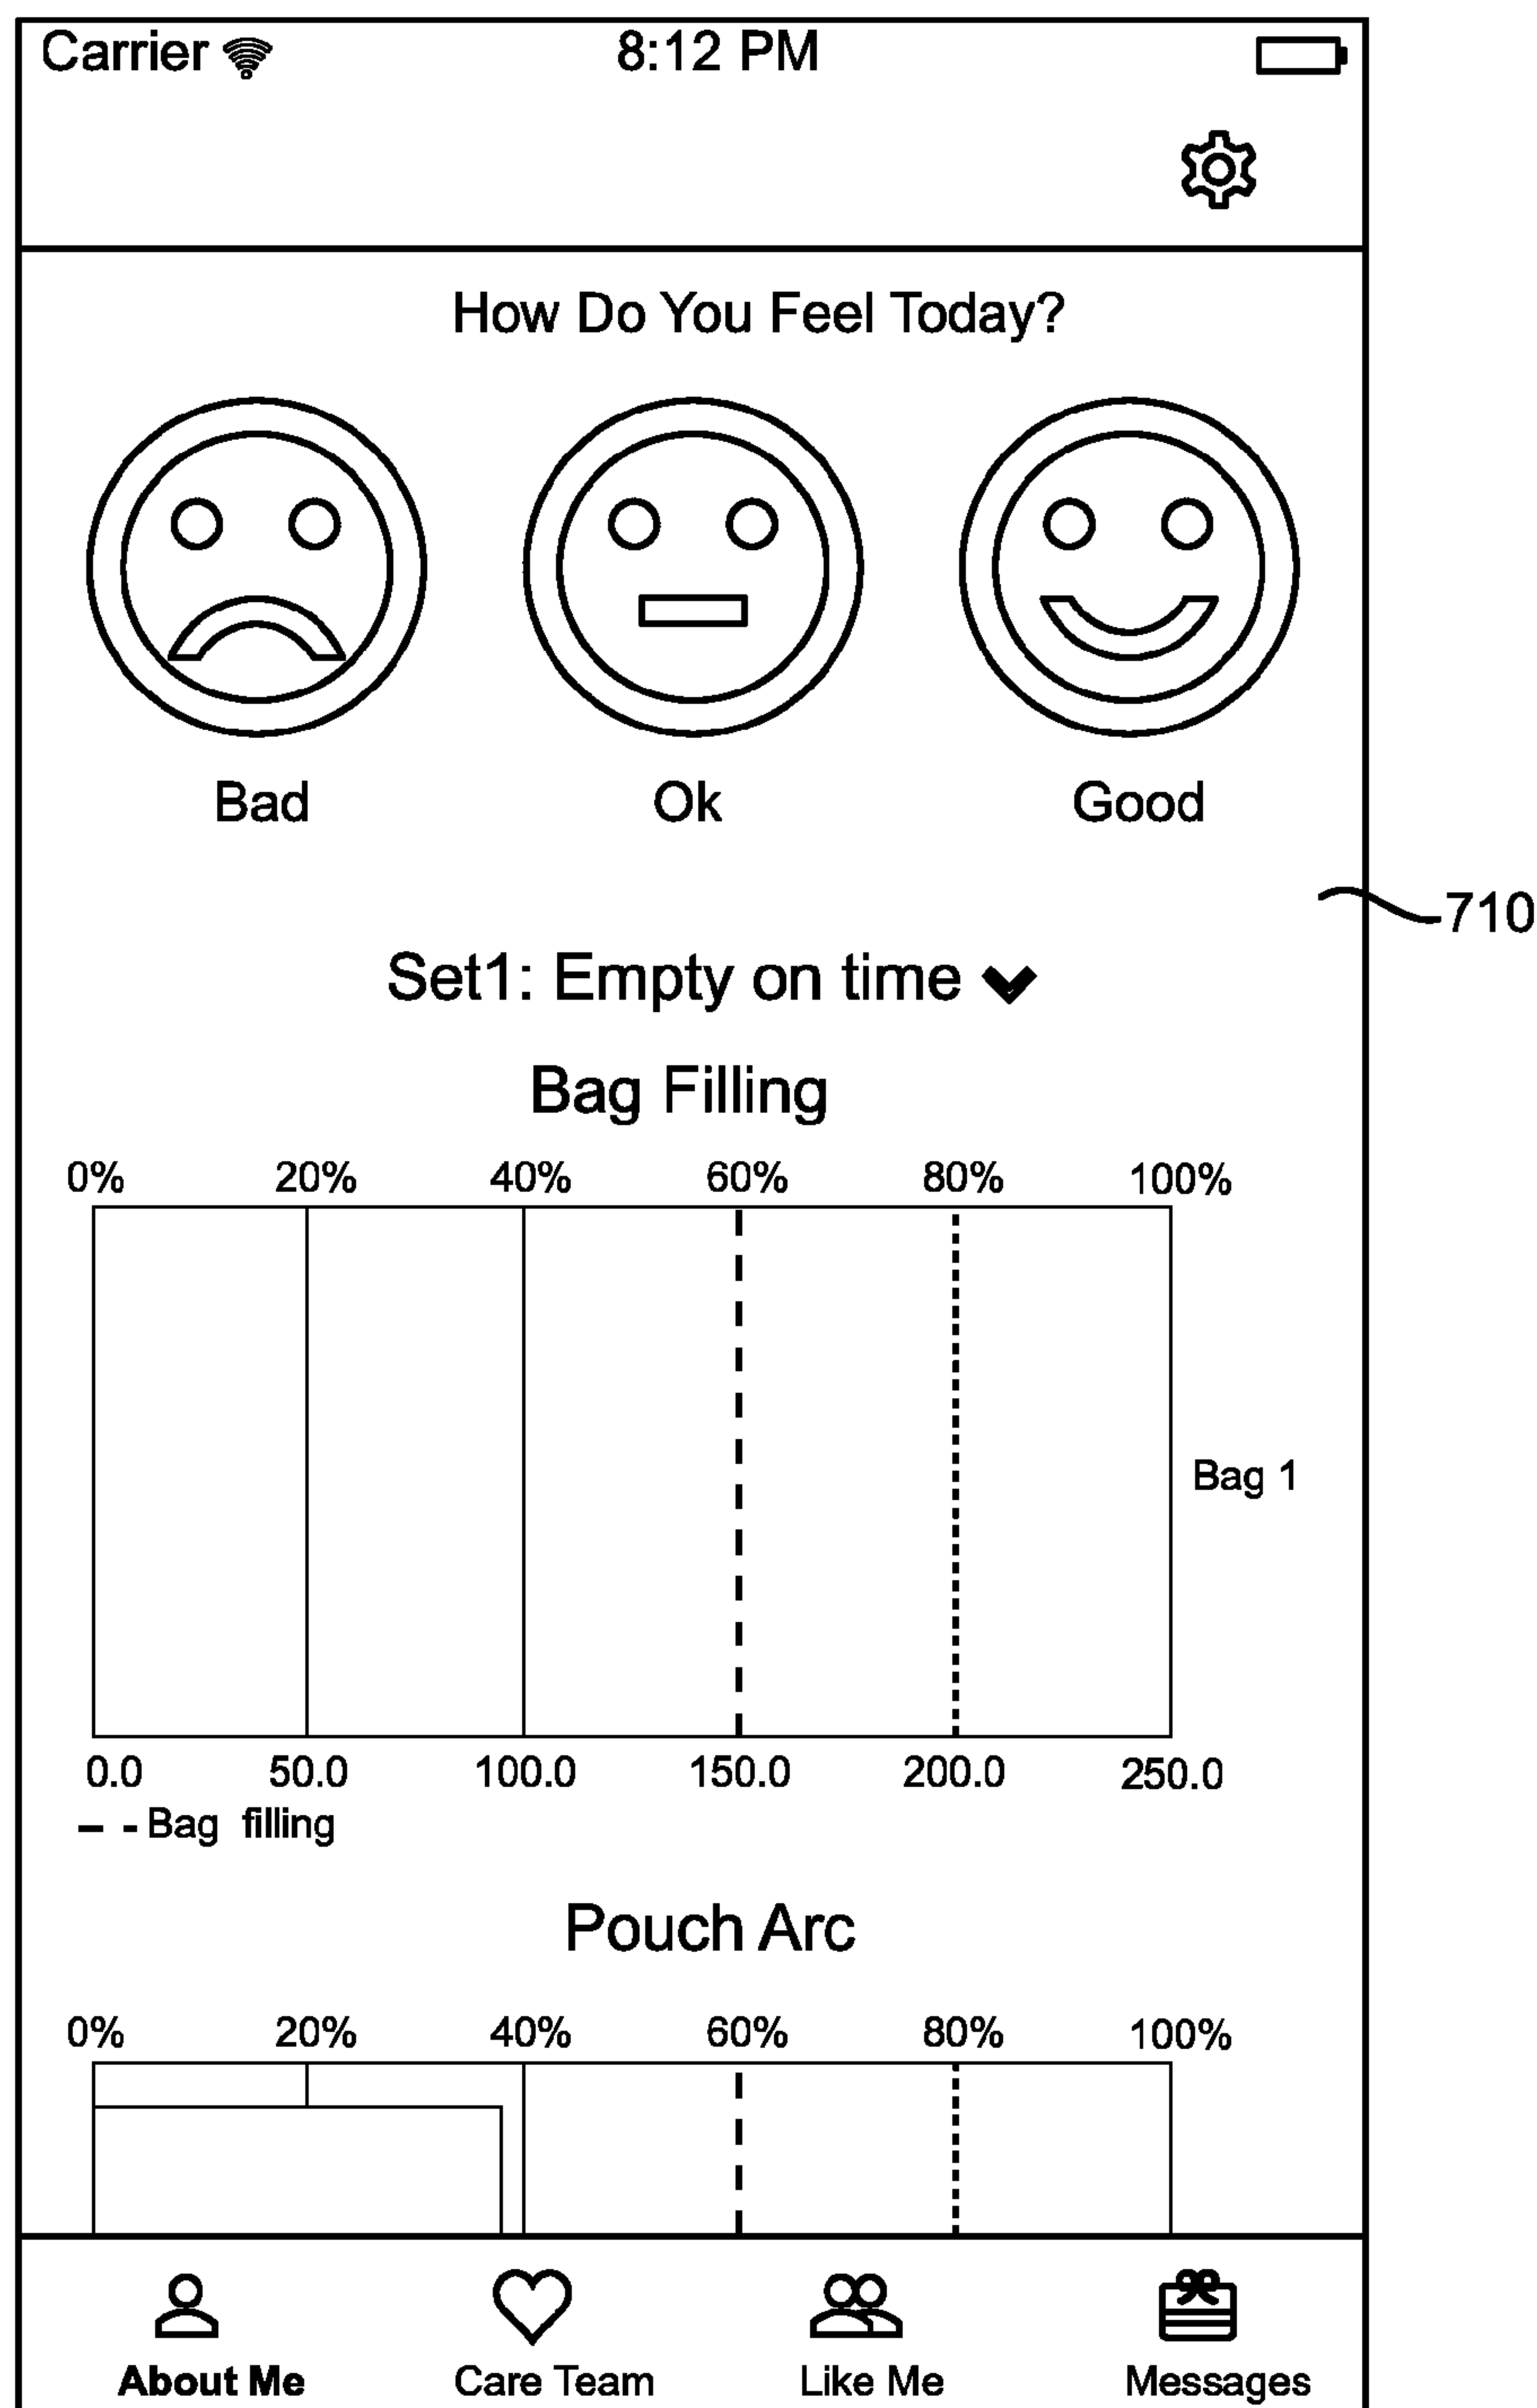 Carrier 8:12 PM
How Do You Feel Today?
Bad Ok Good
710
Set1: Empty on time
Bag Filling
0% 20% 40% 60% 80% 100%
Bag 1
0.0 50.0 100.0 150.0 200.0 250.0
Bag filling
Pouch Arc
0% 20% 40% 60% 80% 100%
About Me Care Team Like Me Messages